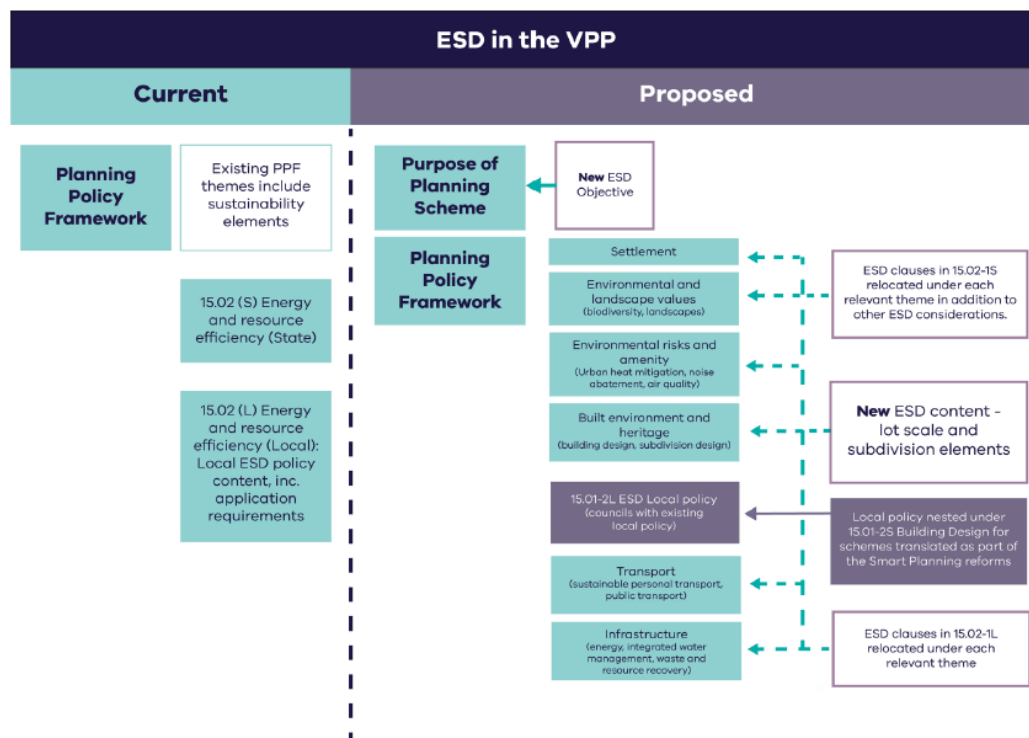 ESD in the VPP
Current
Proposed
Planning
Policy
Framework
Existing PPF
themes include
sustainability
elements
15.02 (S) Energy
and resource
efficiency (State)
15.02 (L) Energy
and resource
efficiency (Local):
Local ESD policy
content, inc.
application
requirements
Purpose of
Planning
Scheme
New ESD
Objective
Planning
Policy
Framework
Settlement
Environmental and
landscape values
(biodiversity, landscapes)
Environmental risks and
amenity
(Urban heat mitigation, noise
abatement, air quality)
Built environment and
heritage
(building design, subdivision design)
15.01-2L ESD Local policy
(councils with existing
local policy)
Transport
(sustainable personal transport,
public transport)
Infrastructure
(energy, integrated water
management, waste and
resource recovery)
ESD clauses in 15.02-1S
relocated under each
relevant theme in addition to
other ESD considerations.
New ESD content -
lot scale and
subdivision elements
Local policy nested under
15.01-2S Building Design for
schemes translated as part of
the Smart Planning reforms
ESD clauses in 15.02-1L
relocated under each
relevant theme